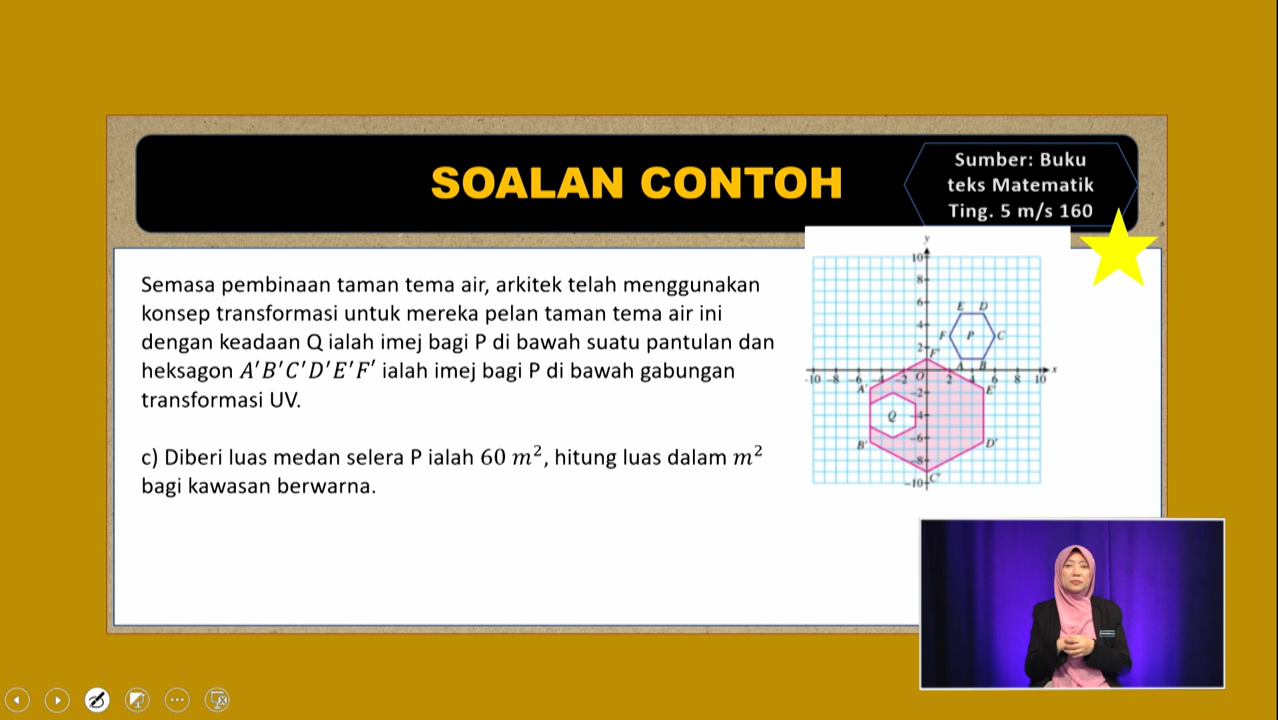 SOALAN CONTOH
Sumber: Buku
teks Matematik
Ting. 5 m/s 160
Semasa pembinaan taman tema air, arkitek telah menggunakan
konsep transformasi untuk mereka pelan taman tema air ini
dengan keadaan Q ialah imej bagi P di bawah suatu pantulan dan
heksagon A′B′C′D′E′F′ ialah imej bagi P di bawah gabungan
transformasi UV.
c) Diberi luas medan selera P ialah 60 m², hitung luas dalam m²
bagi kawasan berwarna.
y
10
8
6
E D
4
F P C
2
F′
A B
-10 -8 -6 -2 O 2 4 6 8 10 x
A′ E′
-2
Q -4
-6
B′ D′
-8
C′
-10